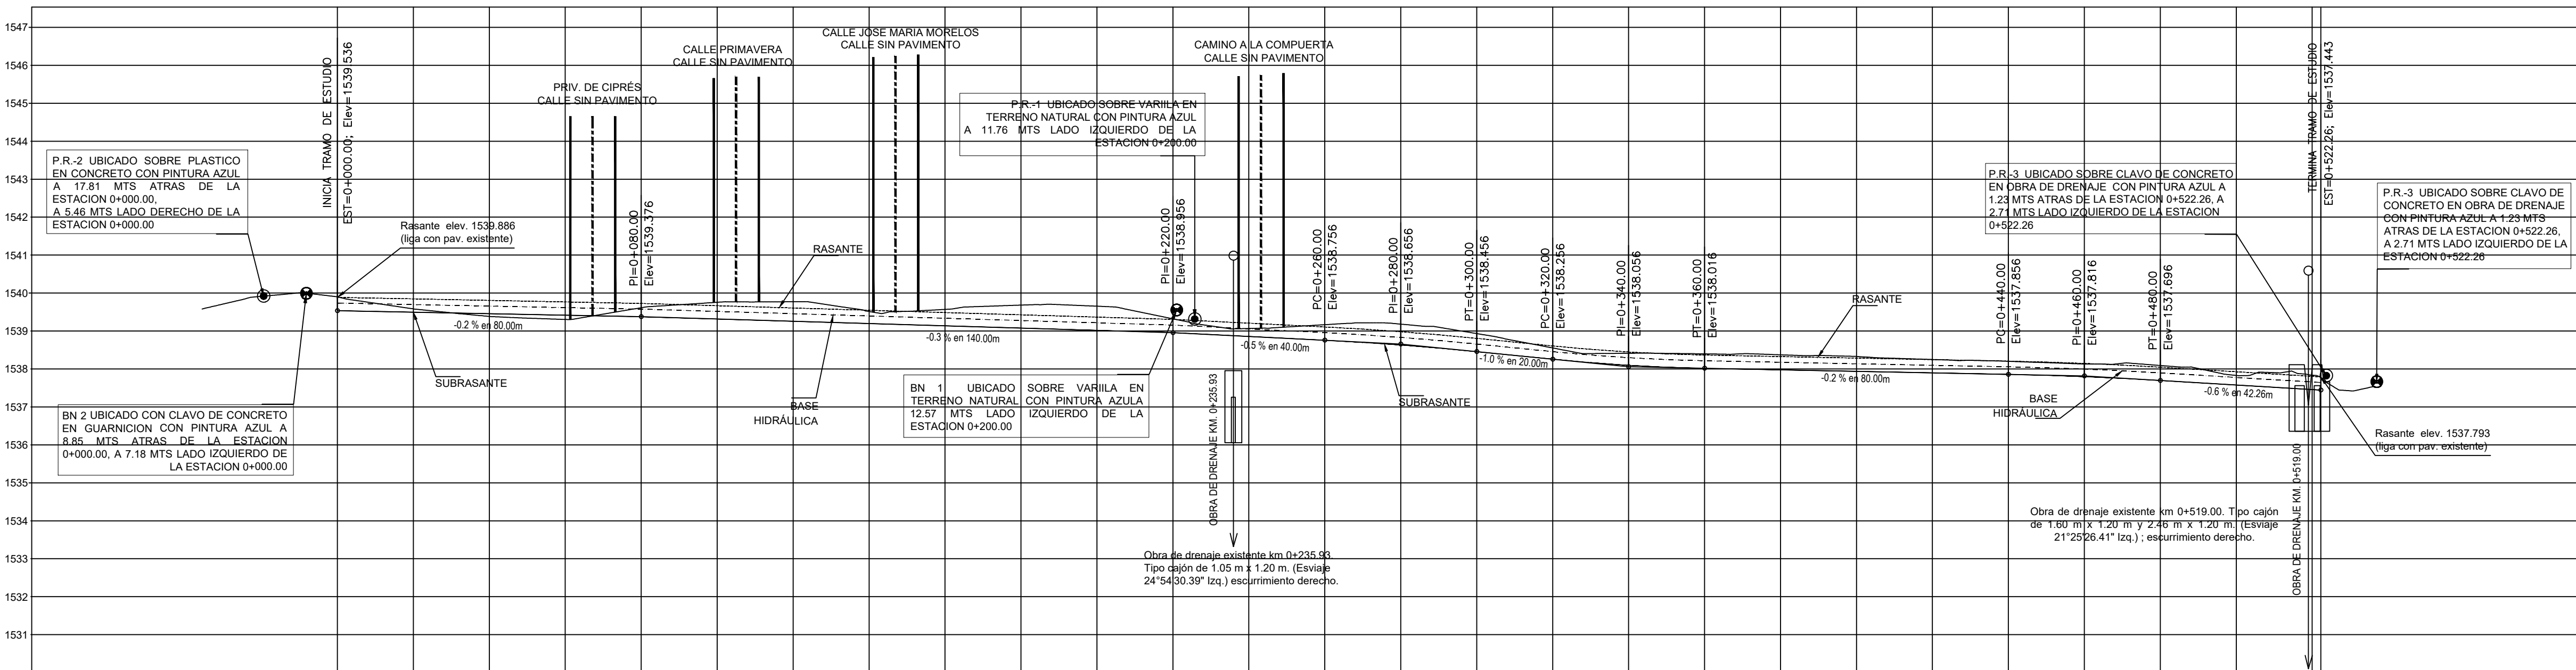 1547
1546
1545
1544
1543
1542
1541
1540
1539
1538
1537
1536
1535
1534
1533
1532
1531
P.R.-2 UBICADO SOBRE PLASTICO
EN CONCRETO CON PINTURA AZUL
A 17.81 MTS ATRAS DE LA
ESTACION 0+000.00,
A 5.46 MTS LADO DERECHO DE LA
ESTACION 0+000.00
BN 2 UBICADO CON CLAVO DE CONCRETO
EN GUARNICION CON PINTURA AZUL A
8.85 MTS ATRAS DE LA ESTACION
0+000.00, A 7.18 MTS LADO IZQUIERDO DE
LA ESTACION 0+000.00
INICIA TRAMO DE ESTUDIO
EST=0+000.00; Elev=1539.536
Rasante elev. 1539.886
(liga con pav. existente)
-0.2 % en 80.00m
SUBRASANTE
PRIV. DE CIPRÉS
CALLE SIN PAVIMENTO
PI=0+080.00
Elev=1539.376
CALLE PRIMAVERA
CALLE SIN PAVIMENTO
RASANTE
BASE
HIDRÁULICA
CALLE JOSE MARIA MORELOS
CALLE SIN PAVIMENTO
-0.3 % en 140.00m
P.R.-1 UBICADO SOBRE VARIILA EN
TERRENO NATURAL CON PINTURA AZUL
A 11.76 MTS LADO IZQUIERDO DE LA
ESTACION 0+200.00
BN 1 UBICADO SOBRE VARIILA EN
TERRENO NATURAL CON PINTURA AZULA
12.57 MTS LADO IZQUIERDO DE LA
ESTACION 0+200.00
PI=0+220.00
Elev=1538.956
CAMINO A LA COMPUERTA
CALLE SIN PAVIMENTO
-0.5 % en 40.00m
OBRA DE DRENAJE KM. 0+235.93
Obra de drenaje existente km 0+235.93.
Tipo cajón de 1.05 m x 1.20 m. (Esviaje
24°54'30.39" Izq.) escurrimiento derecho.
PC=0+260.00
Elev=1538.756
PI=0+280.00
Elev=1538.656
SUBRASANTE
PT=0+300.00
Elev=1538.456
-1.0 % en 20.00m
PC=0+320.00
Elev=1538.256
PI=0+340.00
Elev=1538.056
PT=0+360.00
Elev=1538.016
RASANTE
-0.2 % en 80.00m
PC=0+440.00
Elev=1537.856
PI=0+460.00
Elev=1537.816
PT=0+480.00
Elev=1537.696
BASE
HIDRÁULICA
-0.6 % en 42.26m
P.R.-3 UBICADO SOBRE CLAVO DE CONCRETO
EN OBRA DE DRENAJE CON PINTURA AZUL A
1.23 MTS ATRAS DE LA ESTACION 0+522.26, A
2.71 MTS LADO IZQUIERDO DE LA ESTACION
0+522.26
TERMINA TRAMO DE ESTUDIO
EST=0+522.26; Elev=1537.443
P.R.-3 UBICADO SOBRE CLAVO DE
CONCRETO EN OBRA DE DRENAJE
CON PINTURA AZUL A 1.23 MTS
ATRAS DE LA ESTACION 0+522.26,
A 2.71 MTS LADO IZQUIERDO DE LA
ESTACION 0+522.26
Rasante elev. 1537.793
(liga con pav. existente)
OBRA DE DRENAJE KM. 0+519.00
Obra de drenaje existente km 0+519.00. Tipo cajón
de 1.60 m x 1.20 m y 2.46 m x 1.20 m. (Esviaje
21°25'26.41" Izq.) ; escurrimiento derecho.